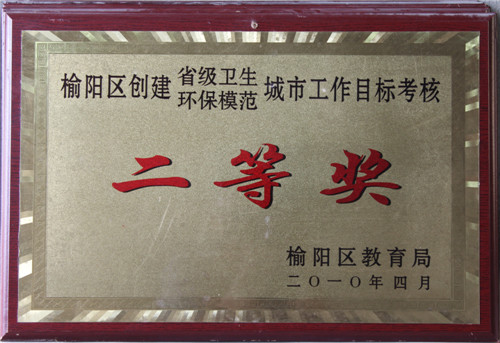 榆阳区创建省级卫生环保模范城市工作目标考核
二等奖
榆阳区教育局
二〇一〇年四月